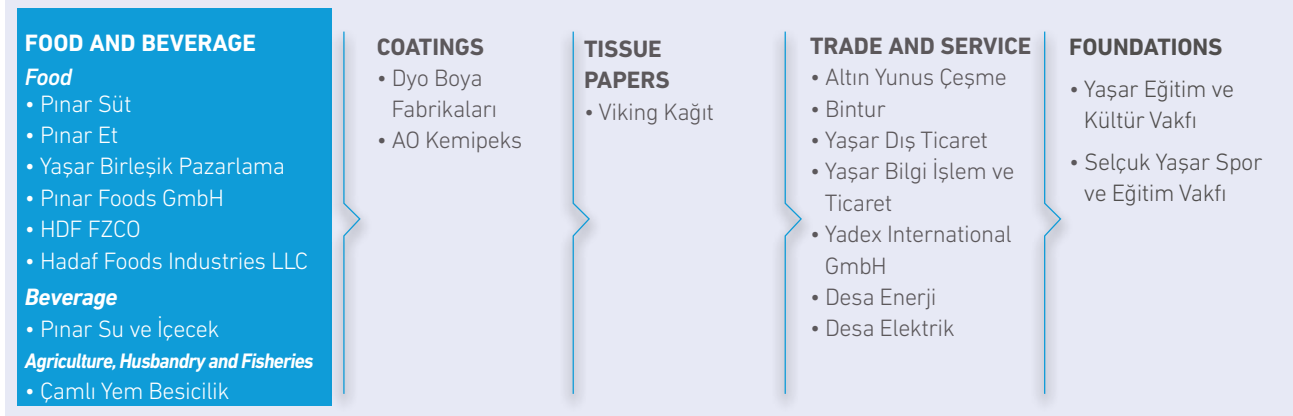 FOOD AND BEVERAGE
Food
• Pınar Süt
• Pınar Et
• Yaşar Birleşik Pazarlama
• Pınar Foods GmbH
• HDF FZCO
• Hadaf Foods Industries LLC
Beverage
• Pınar Su ve İçecek
Agriculture, Husbandry and Fisheries
• Çamlı Yem Besicilik
COATINGS
• Dyo Boya
Fabrikaları
• AO Kemipeks
TISSUE
PAPERS
• Viking Kağıt
TRADE AND SERVICE
• Altın Yunus Çeşme
• Bintur
• Yaşar Dış Ticaret
• Yaşar Bilgi İşlem ve
Ticaret
• Yadex International
GmbH
• Desa Enerji
• Desa Elektrik
FOUNDATIONS
• Yaşar Eğitim ve
Kültür Vakfı
• Selçuk Yaşar Spor
ve Eğitim Vakfı